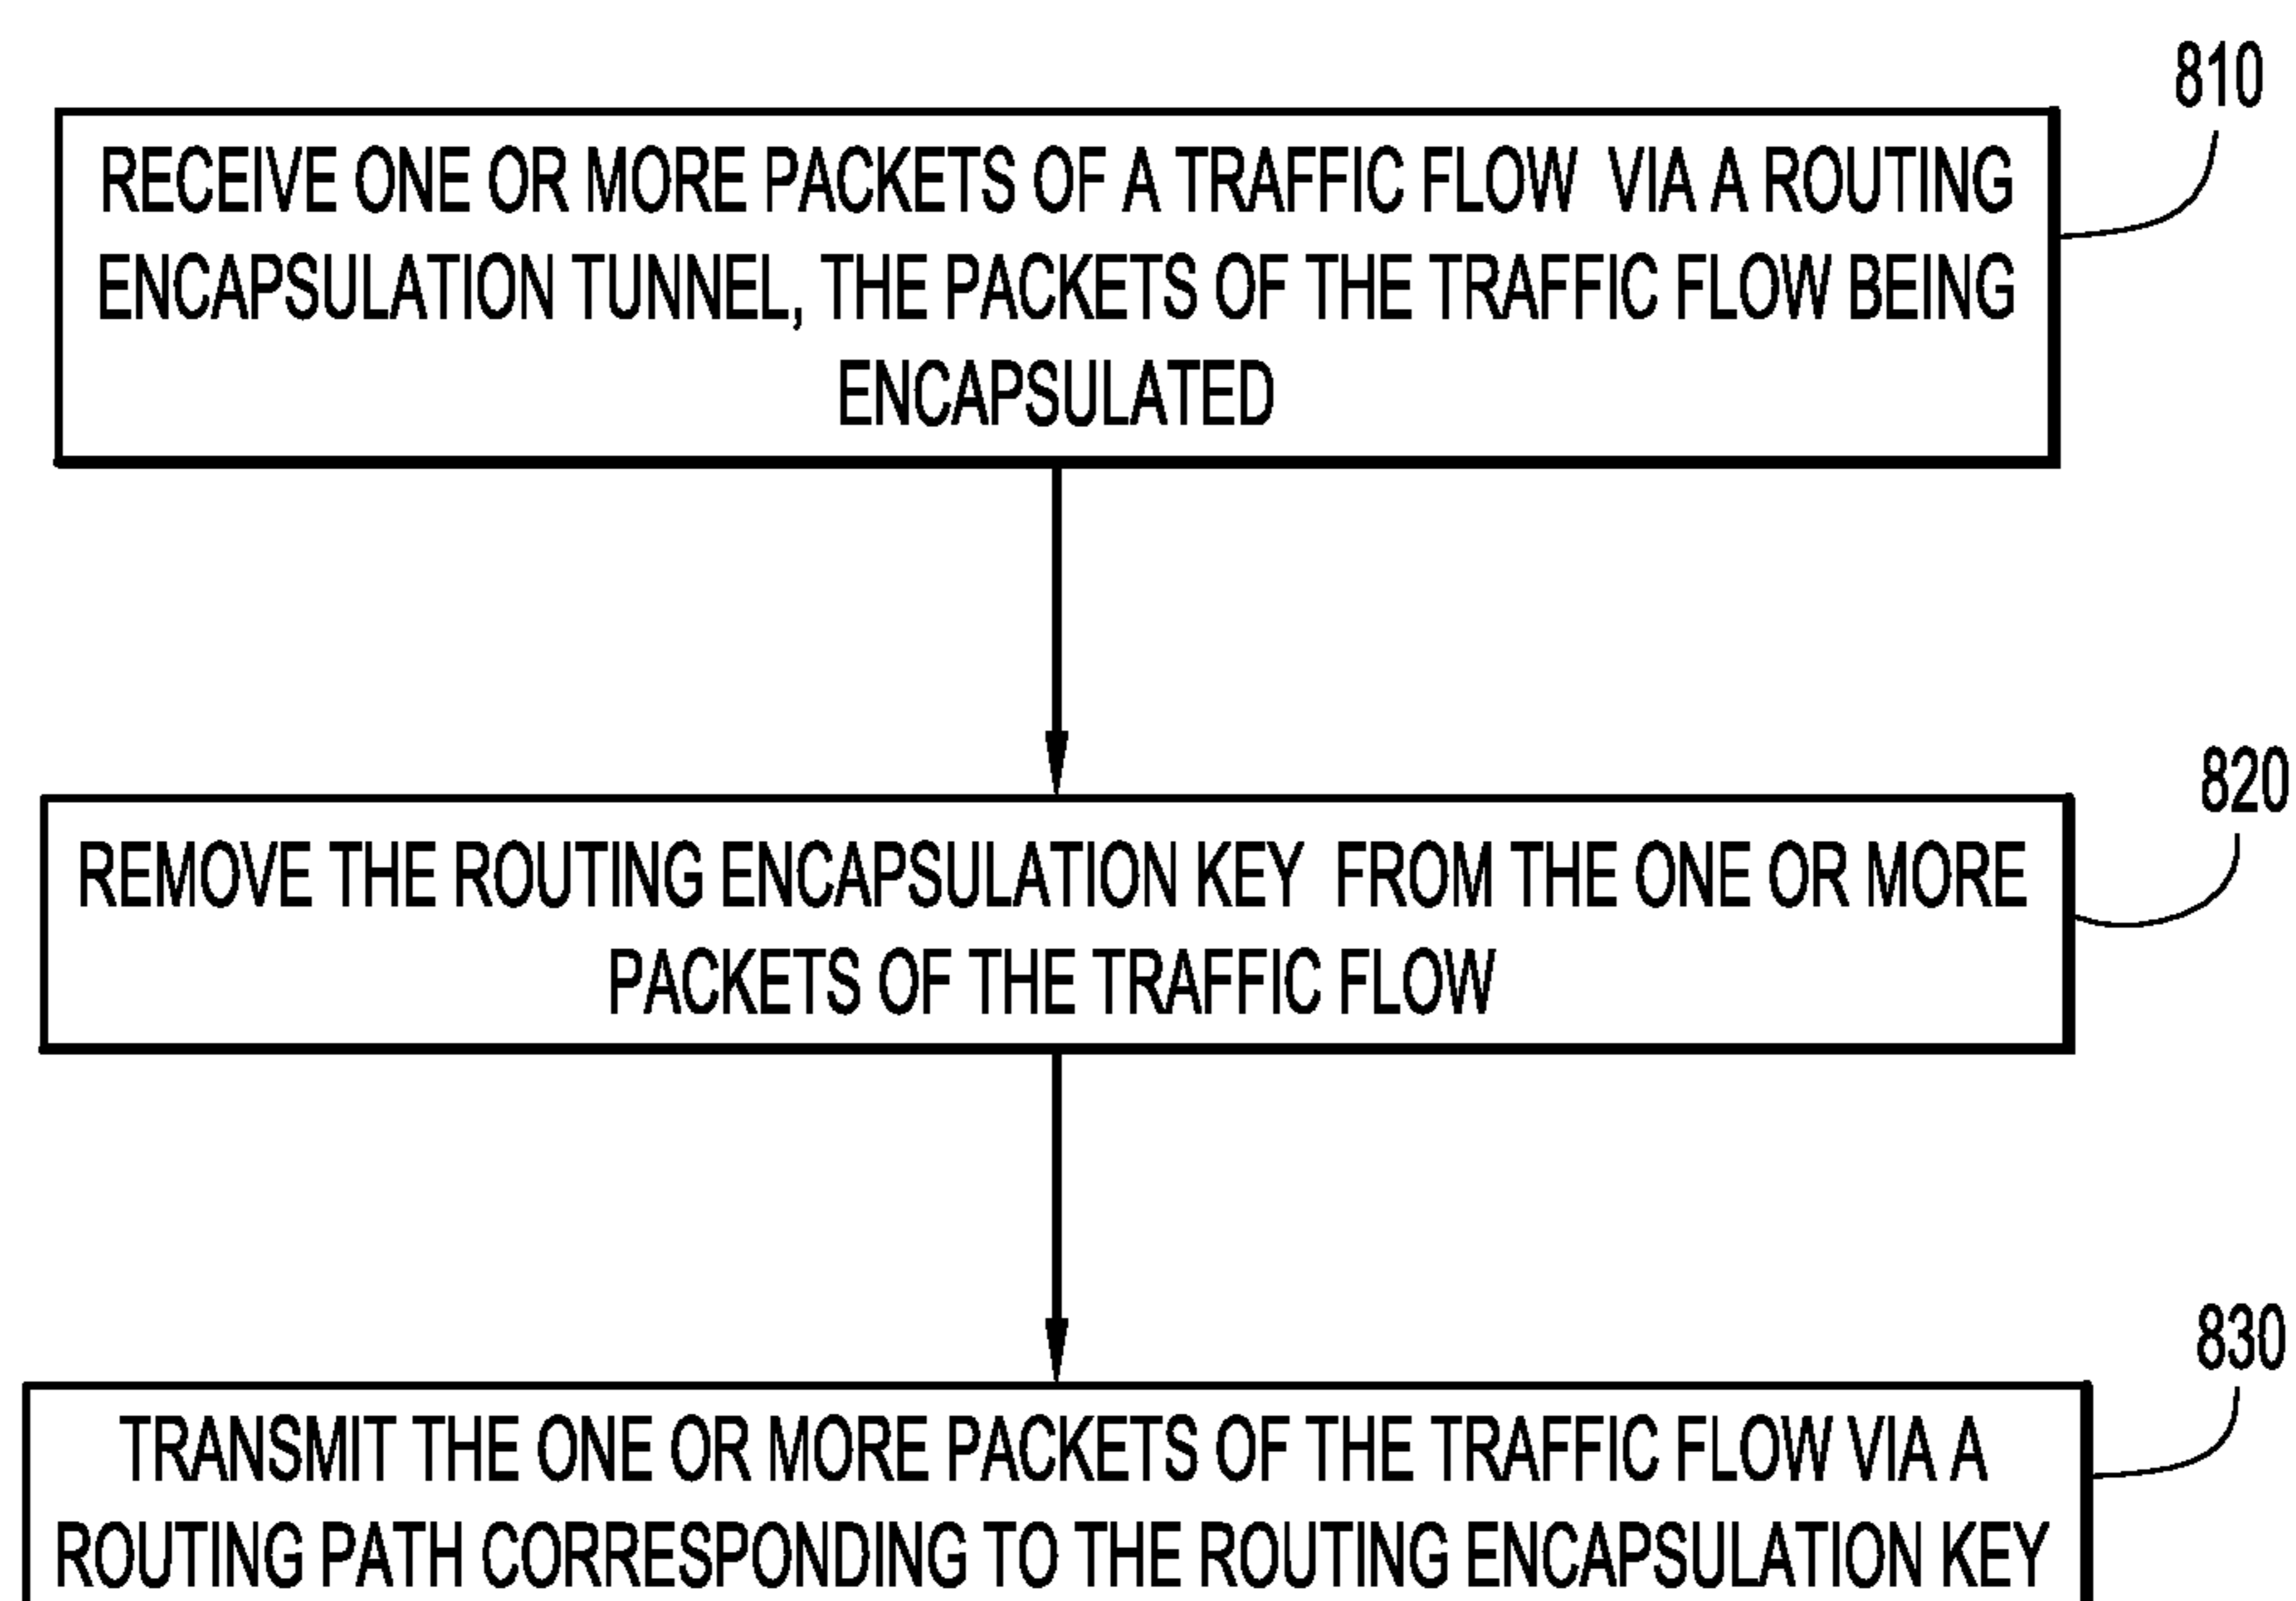 810
RECEIVE ONE OR MORE PACKETS OF A TRAFFIC FLOW VIA A ROUTING
ENCAPSULATION TUNNEL, THE PACKETS OF THE TRAFFIC FLOW BEING
ENCAPSULATED
820
REMOVE THE ROUTING ENCAPSULATION KEY FROM THE ONE OR MORE
PACKETS OF THE TRAFFIC FLOW
830
TRANSMIT THE ONE OR MORE PACKETS OF THE TRAFFIC FLOW VIA A
ROUTING PATH CORRESPONDING TO THE ROUTING ENCAPSULATION KEY